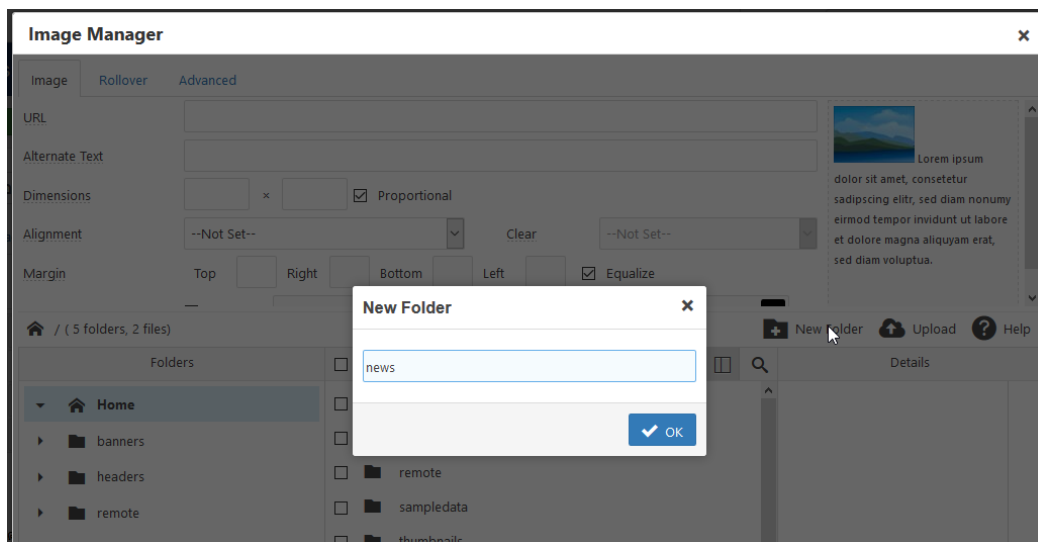 Image Manager
Image Rollover Advanced
URL
Alternate Text
Dimensions × Proportional
Alignment --Not Set-- Clear --Not Set--
Margin Top Right Bottom Left Equalize
Lorem ipsum
dolor sit amet, consetetur
sadipscing elitr, sed diam nonumy
eirmod tempor invidunt ut labore
et dolore magna aliquyam erat,
sed diam voluptua.
New Folder
news
OK
/ ( 5 folders, 2 files) New Folder Upload Help
Folders Details
Home
banners
headers
remote
remote
sampledata
thumbnails